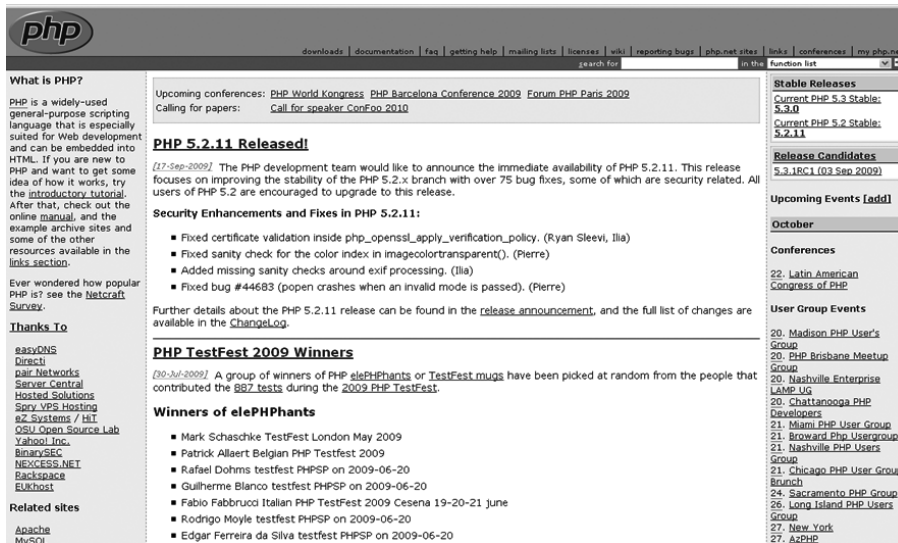 php
downloads | documentation | faq | getting help | mailing lists | licenses | wiki | reporting bugs | php.net sites | links | conferences | my php.ne
search for in the function list
What is PHP?
PHP is a widely-used
general-purpose scripting
language that is especially
suited for Web development
and can be embedded into
HTML. If you are new to
PHP and want to get some
idea of how it works, try
the introductory tutorial.
After that, check out the
online manual, and the
example archive sites and
some of the other
resources available in the
links section.
Ever wondered how popular
PHP is? see the Netcraft
Survey.
Thanks To
easyDNS
Directi
pair Networks
Server Central
Hosted Solutions
Spry VPS Hosting
eZ Systems / HiT
OSU Open Source Lab
Yahoo! Inc.
BinarySEC
NEXCESS.NET
Rackspace
EUKhost
Related sites
Apache
MySQL
Upcoming conferences: PHP World Kongress PHP Barcelona Conference 2009 Forum PHP Paris 2009
Calling for papers: Call for speaker ConFoo 2010
PHP 5.2.11 Released!
[17-Sep-2009] The PHP development team would like to announce the immediate availability of PHP 5.2.11. This release
focuses on improving the stability of the PHP 5.2.x branch with over 75 bug fixes, some of which are security related. All
users of PHP 5.2 are encouraged to upgrade to this release.
Security Enhancements and Fixes in PHP 5.2.11:
▪ Fixed certificate validation inside php_openssl_apply_verification_policy. (Ryan Sleevi, Ilia)
▪ Fixed sanity check for the color index in imagecolortransparent(). (Pierre)
▪ Added missing sanity checks around exif processing. (Ilia)
▪ Fixed bug #44683 (popen crashes when an invalid mode is passed). (Pierre)
Further details about the PHP 5.2.11 release can be found in the release announcement, and the full list of changes are
available in the ChangeLog.
PHP TestFest 2009 Winners
[30-Jul-2009] A group of winners of PHP elePHPhants or TestFest mugs have been picked at random from the people that
contributed the 887 tests during the 2009 PHP TestFest.
Winners of elePHPhants
▪ Mark Schaschke TestFest London May 2009
▪ Patrick Allaert Belgian PHP Testfest 2009
▪ Rafael Dohms testfest PHPSP on 2009-06-20
▪ Guilherme Blanco testfest PHPSP on 2009-06-20
▪ Fabio Fabbrucci Italian PHP TestFest 2009 Cesena 19-20-21 june
▪ Rodrigo Moyle testfest PHPSP on 2009-06-20
▪ Edgar Ferreira da Silva testfest PHPSP on 2009-06-20
Stable Releases
Current PHP 5.3 Stable:
5.3.0
Current PHP 5.2 Stable:
5.2.11
Release Candidates
5.3.1RC1 (03 Sep 2009)
Upcoming Events [add]
October
Conferences
22. Latin American
Congress of PHP
User Group Events
20. Madison PHP User's
Group
20. PHP Brisbane Meetup
Group
20. Nashville Enterprise
LAMP UG
20. Chattanooga PHP
Developers
21. Miami PHP User Group
21. Broward Php Usergroup
21. Nashville PHP Users
Group
21. Chicago PHP User Grou
Brunch
24. Sacramento PHP Group
26. Long Island PHP Users
Group
27. New York
27. AzPHP